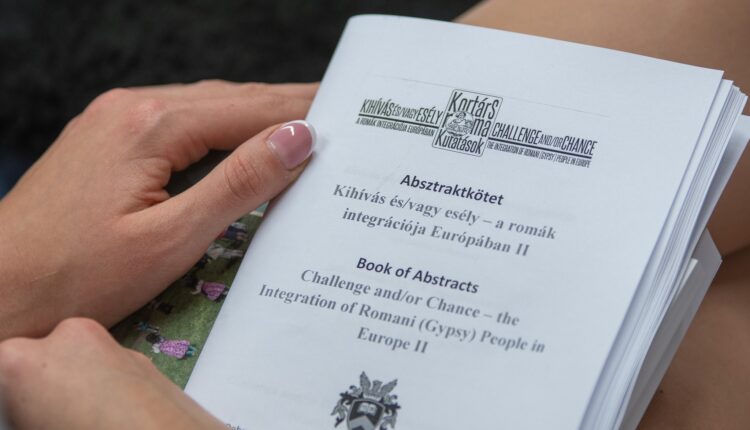 KIHÍVÁS ÉS/VAGY ESÉLY
A ROMÁK INTEGRÁCIÓJA EURÓPÁBAN
Kortárs
ma
Kutatások
CHALLENGE AND/OR CHANCE
THE INTEGRATION OF ROMANI (GYPSY) PEOPLE IN EUROPE
Absztraktkötet
Kihívás és/vagy esély – a romák
integrációja Európában II
Book of Abstracts
Challenge and/or Chance – the
Integration of Romani (Gypsy) People in
Europe II